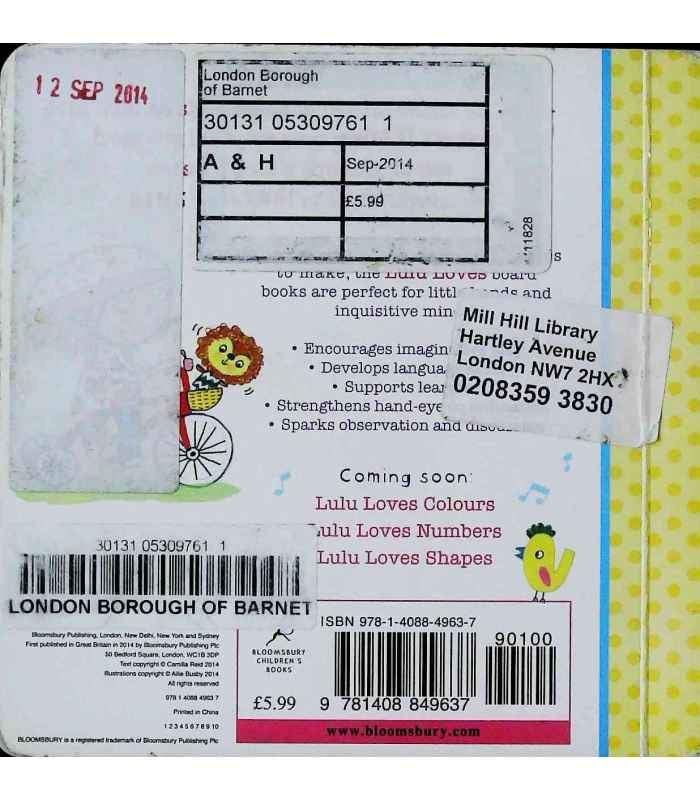 12 SEP 2014
London Borough
of Barnet
30131 05309761 1
A & H
Sep-2014
£5.99
to make, the Lulu Loves board
books are perfect for little hands and
inquisitive
Mill Hill Library
Hartley Avenue
London NW7 2HX
0208359 3830
• Encourages
• Develops
• Supports
• Strengthens hand-eye
• Sparks observation and
Coming soon:
Lulu Loves Colours
Lulu Loves Numbers
Lulu Loves Shapes
30131 05309761 1
LONDON BOROUGH OF BARNET
Bloomsbury Publishing, London, New Delhi, New York and Sydney
First published in Great Britain in 2014 by Bloomsbury Publishing Plc
50 Bedford Square, London, WC1B 3DP
Text copyright © Camilla Reid 2014
Illustrations copyright © Ailie Busby 2014
All rights reserved
978 1 4088 4963 7
Printed in China
1 2 3 4 5 6 7 8 9 10
BLOOMSBURY is a registered trademark of Bloomsbury Publishing Plc
BLOOMSBURY
CHILDREN'S
BOOKS
£5.99
ISBN 978-1-4088-4963-7
90100
9 781408 849637
www.bloomsbury.com